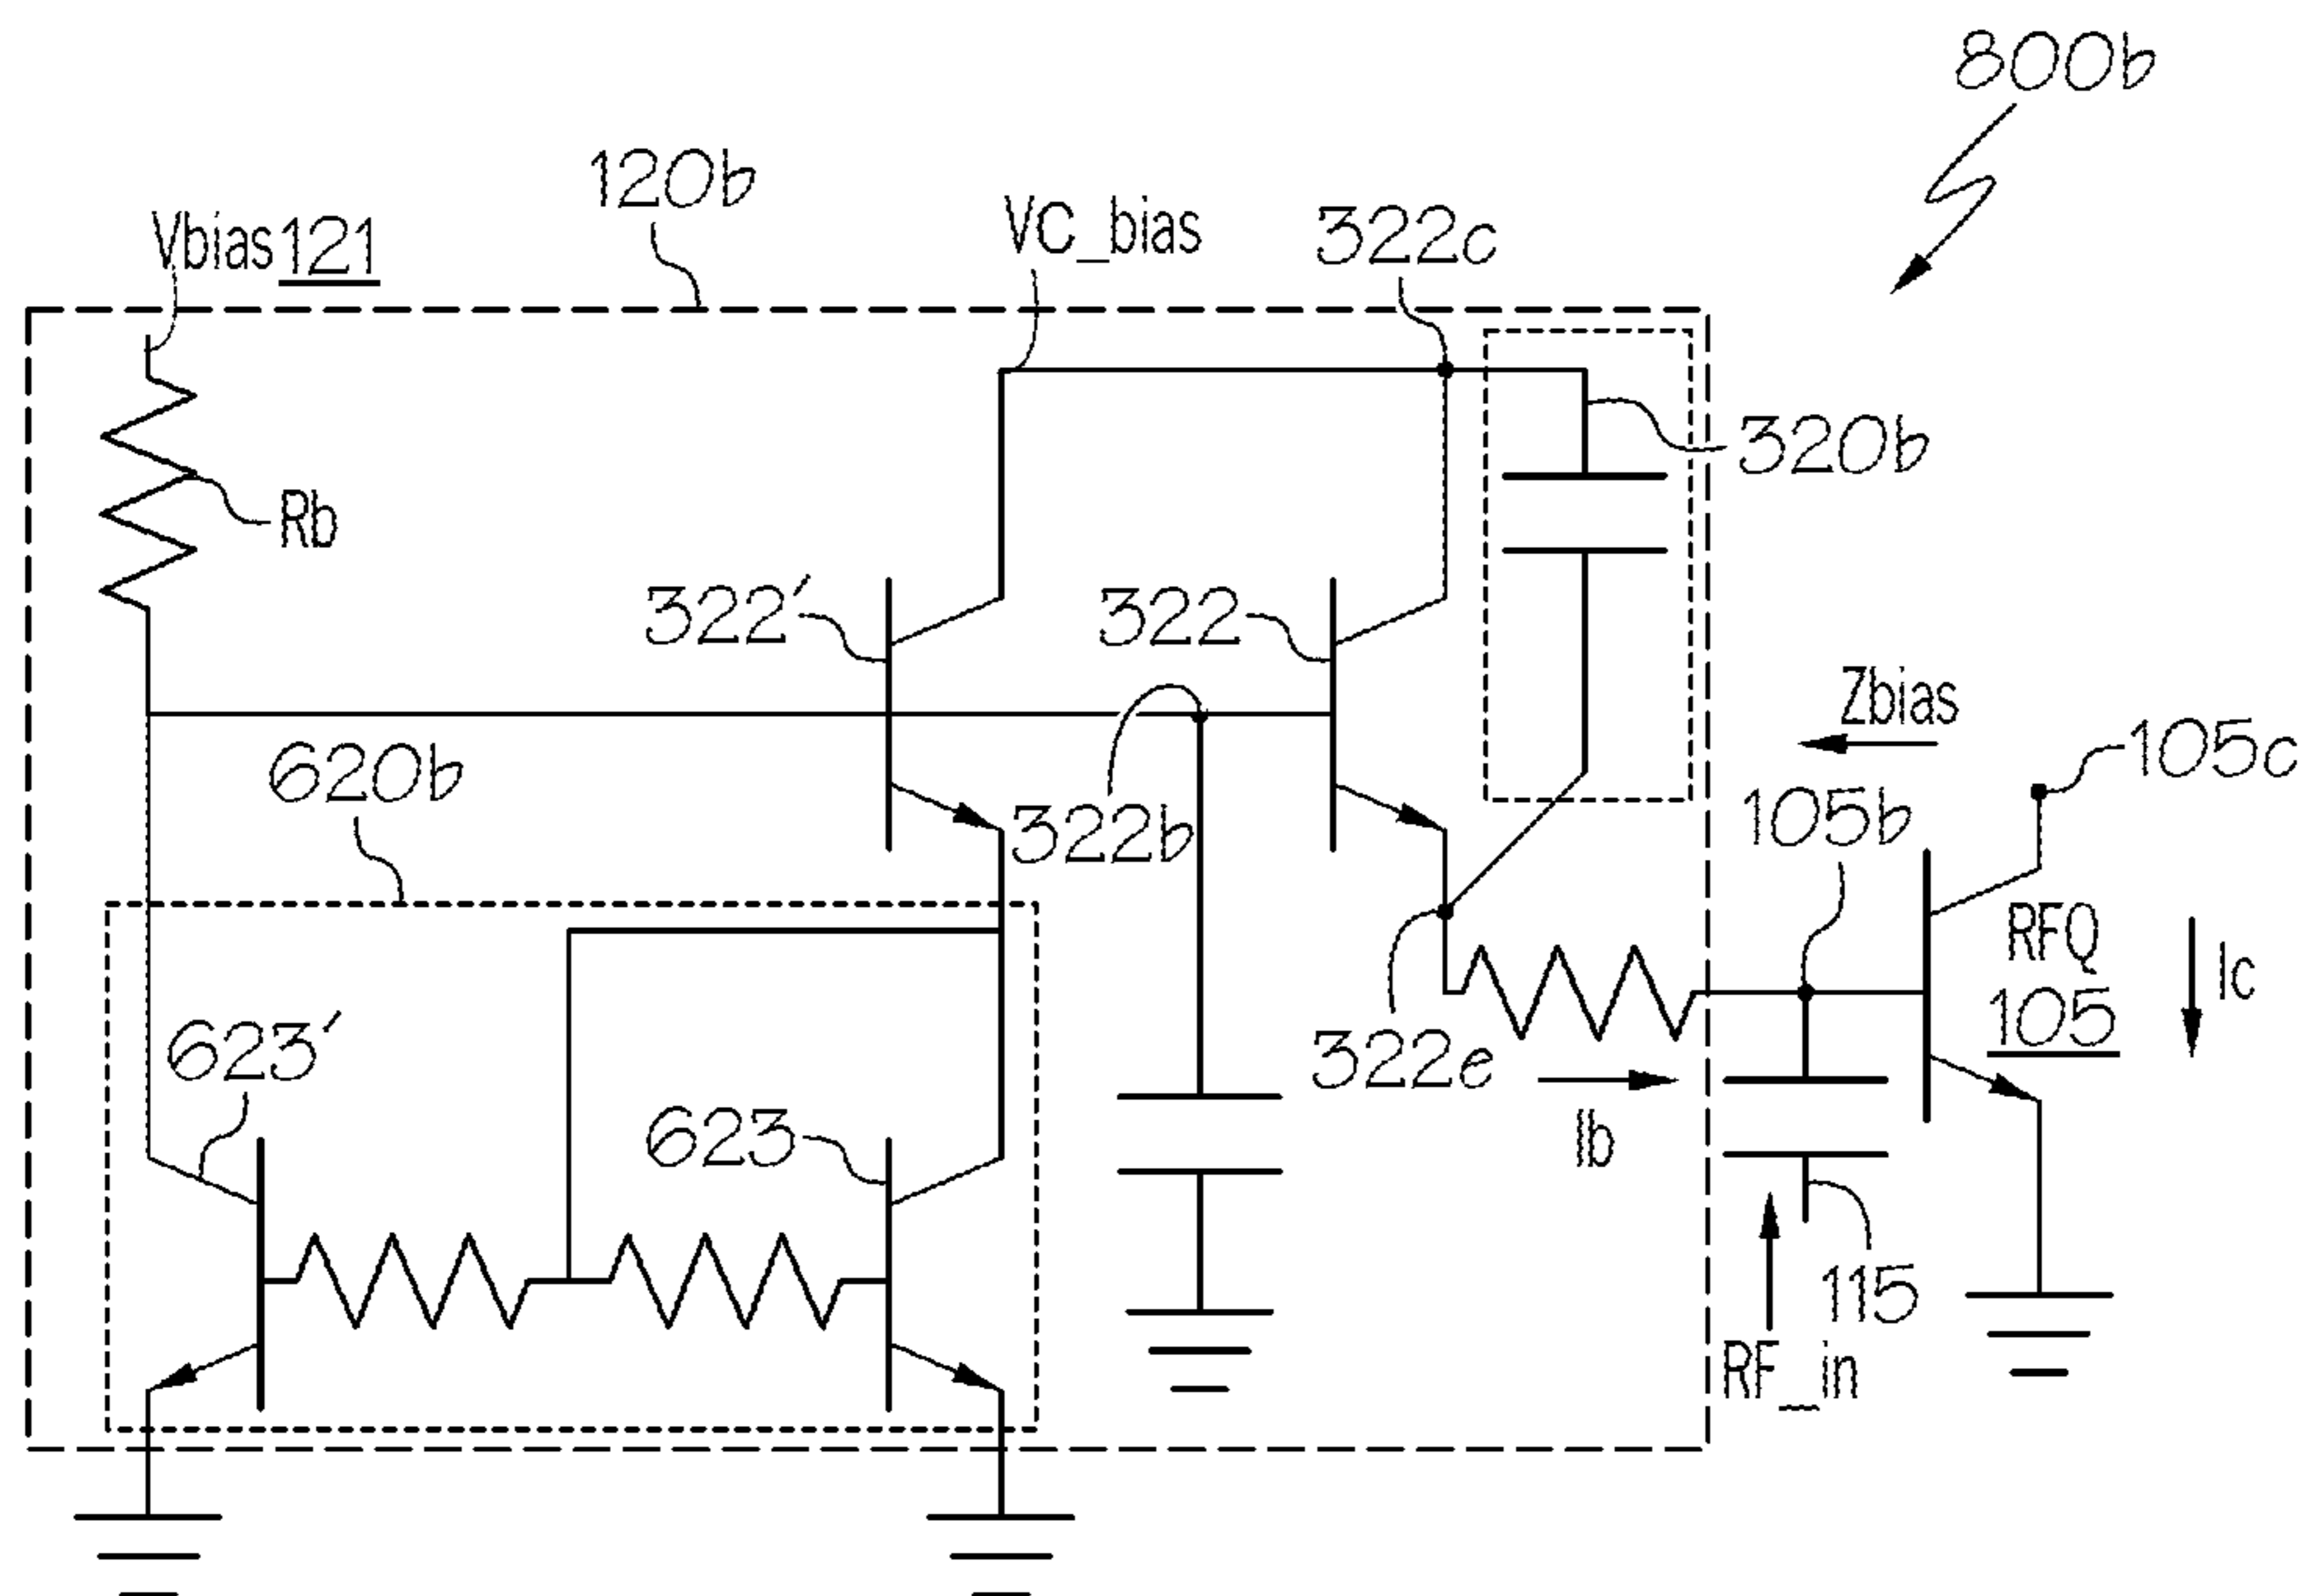 800b
120b
Vbias 121
VC_bias
322c
320b
Rb
322'
322
Zbias
105c
620b
322b
105b
RFQ
105
Ic
623'
623
322e
Ib
115
RF_in